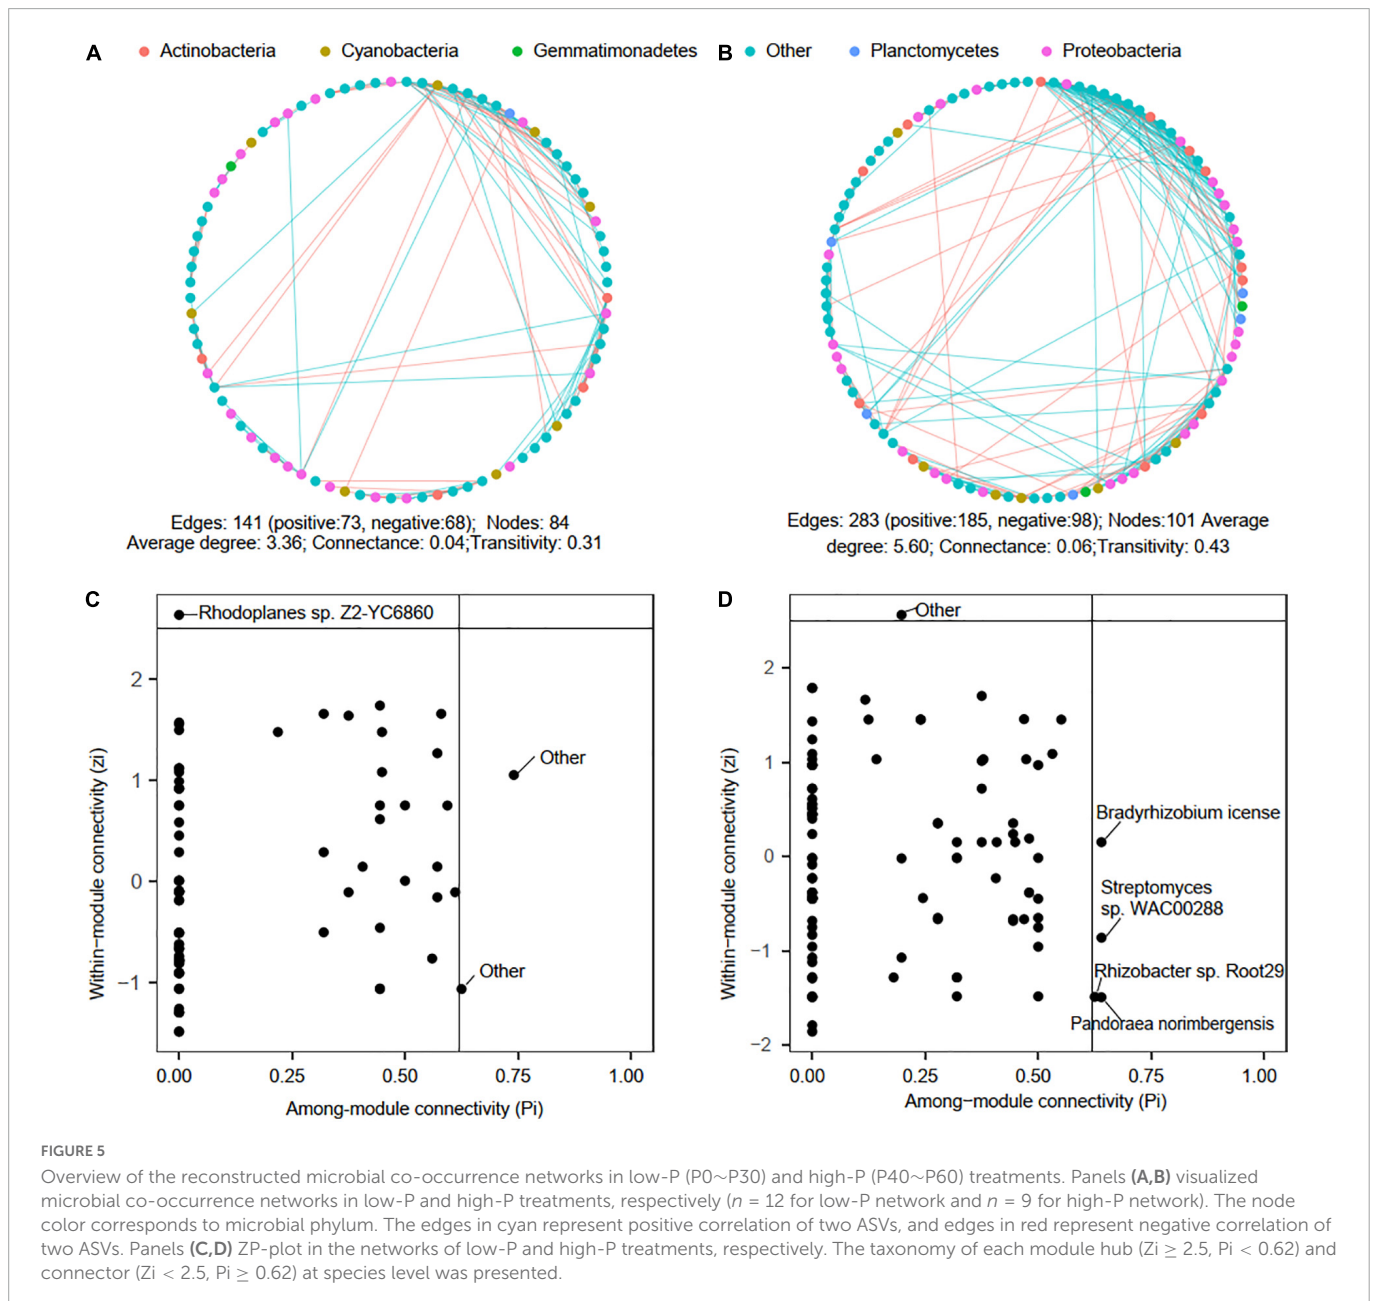 A Actinobacteria Cyanobacteria Gemmatimonadetes B Other Planctomycetes Proteobacteria
Edges: 141 (positive:73, negative:68); Nodes: 84
Average degree: 3.36; Connectance: 0.04;Transitivity: 0.31
Edges: 283 (positive:185, negative:98); Nodes:101 Average
degree: 5.60; Connectance: 0.06;Transitivity: 0.43
C
Rhodoplanes sp. Z2-YC6860
Other
Other
2
1
0
−1
Within−module connectivity (zi)
0.00 0.25 0.50 0.75 1.00
Among-module connectivity (Pi)
D
Other
Bradyrhizobium icense
Streptomyces
sp. WAC00288
Rhizobacter sp. Root29
Pandoraea norimbergensis
2
1
0
−1
−2
Within−module connectivity (zi)
0.00 0.25 0.50 0.75 1.00
Among−module connectivity (Pi)
FIGURE 5
Overview of the reconstructed microbial co-occurrence networks in low-P (P0~P30) and high-P (P40~P60) treatments. Panels (A,B) visualized
microbial co-occurrence networks in low-P and high-P treatments, respectively (n = 12 for low-P network and n = 9 for high-P network). The node
color corresponds to microbial phylum. The edges in cyan represent positive correlation of two ASVs, and edges in red represent negative correlation of
two ASVs. Panels (C,D) ZP-plot in the networks of low-P and high-P treatments, respectively. The taxonomy of each module hub (Zi ≥ 2.5, Pi < 0.62) and
connector (Zi < 2.5, Pi ≥ 0.62) at species level was presented.